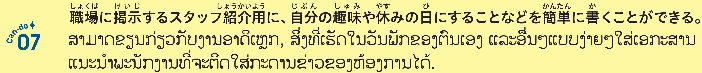 Can-do
07
職場に掲示するスタッフ紹介用に、自分の趣味や休みの日にすることなどを簡単に書くことができる。
ສາມາດຂຽນກ່ຽວກັບງານອາດິເຫຼກ, ສິ່ງທີ່ເຮັດໃນວັນພັກຂອງຕົນເອງ ແລະອື່ນໆແບບງ່າຍໆໃສ່ເອກະສານ
ແນະນຳພະນັກງານທີ່ຈະຕິດໃສ່ກະດານຂ່າວຂອງຫ້ອງການໄດ້.